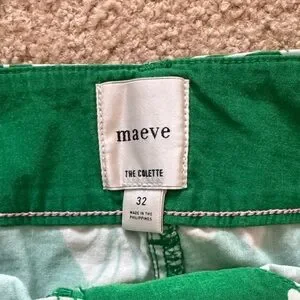 maeve
THE COLETTE
32
MADE IN THE
PHILIPPINES